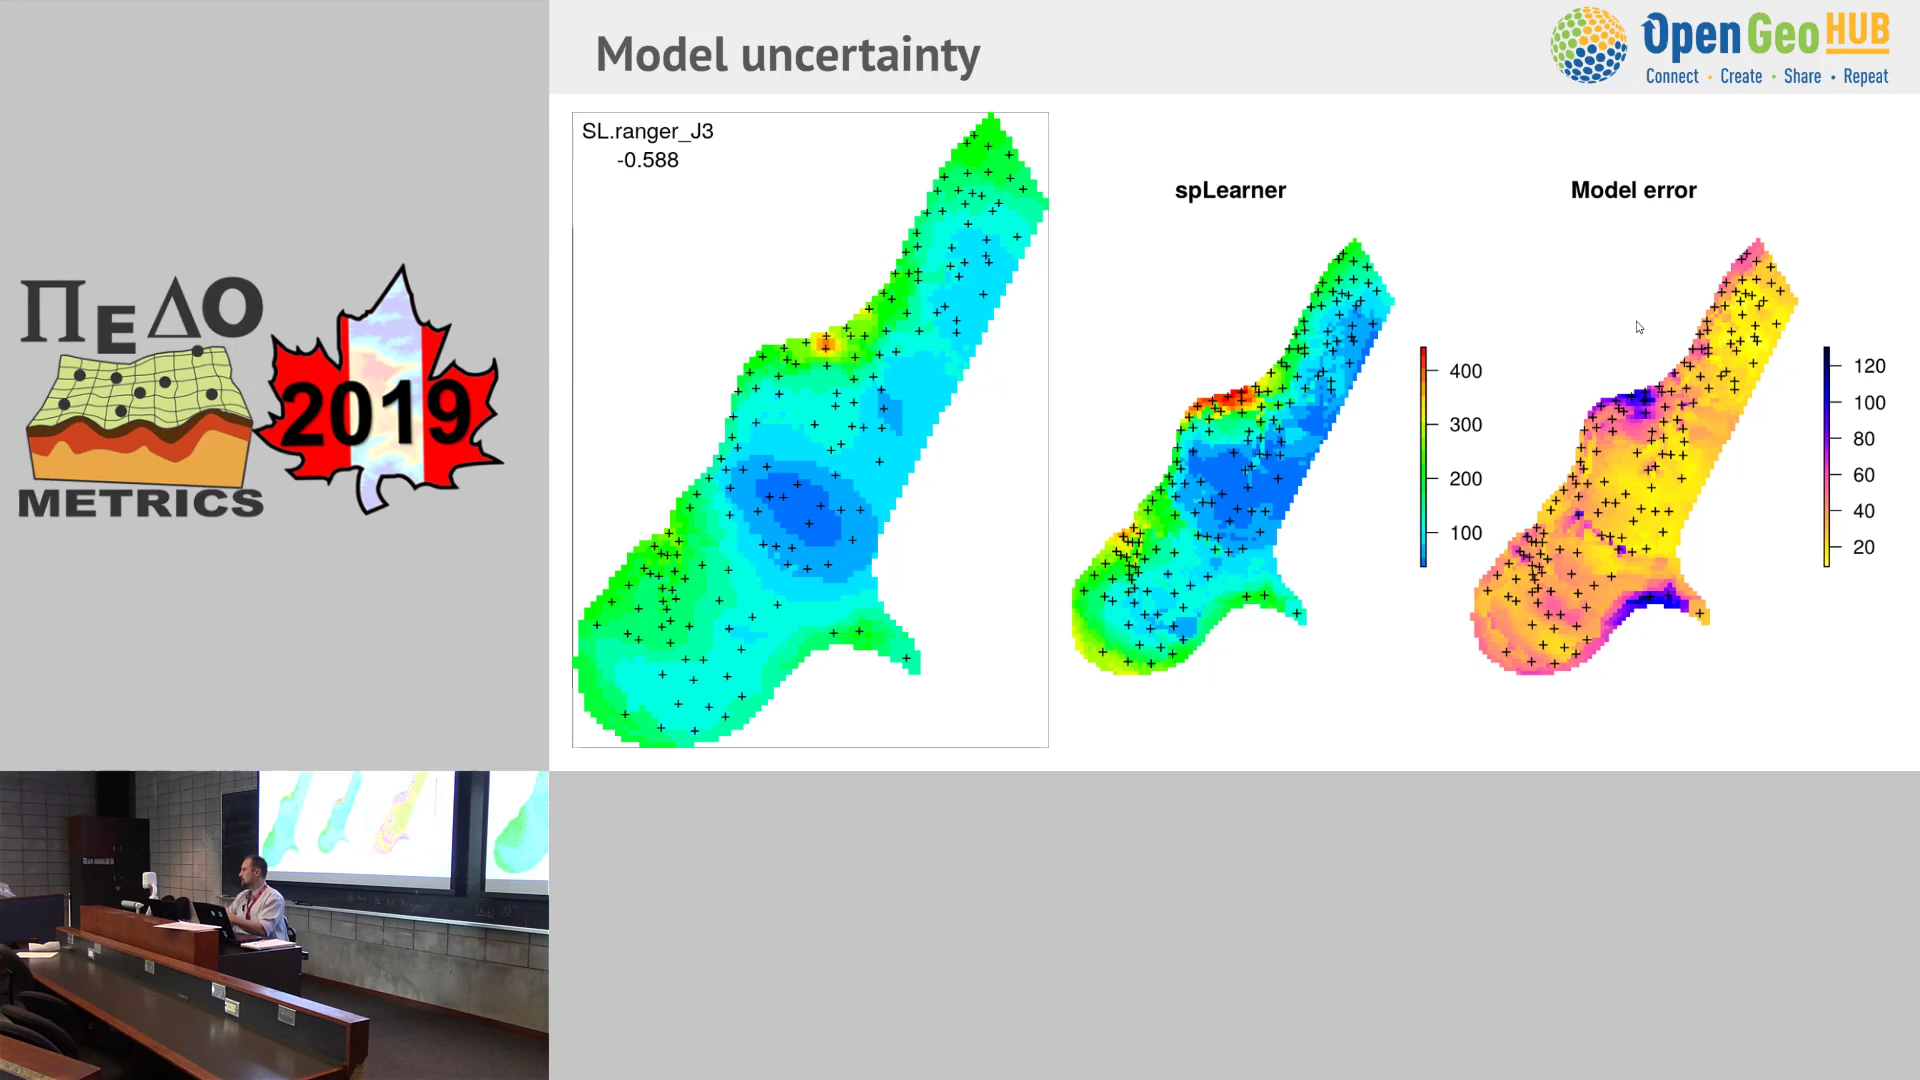 Model uncertainty
Open Geo HUB
Connect • Create • Share • Repeat
SL.ranger_J3
-0.588
spLearner
400
300
200
100
Model error
120
100
80
60
40
20
ΠΕΔΟ
METRICS
2019